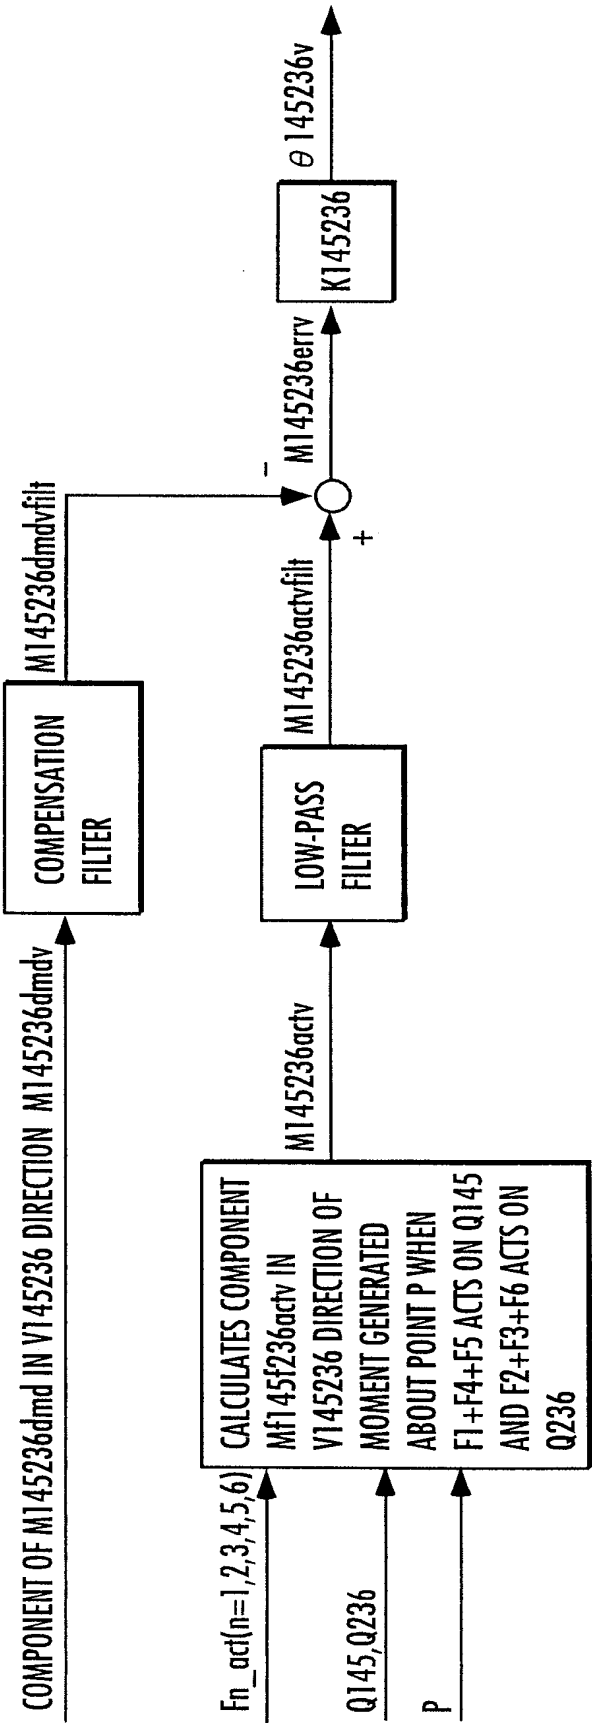 COMPONENT OF M145236dmd IN V145236 DIRECTION M145236dmdv
COMPENSATION
FILTER
M145236dmdvfilt
Fn_act(n=1,2,3,4,5,6)
Q145,Q236
P
CALCULATES COMPONENT
Mf145f236actv IN
V145236 DIRECTION OF
MOMENT GENERATED
ABOUT POINT P WHEN
F1+F4+F5 ACTS ON Q145
AND F2+F3+F6 ACTS ON
Q236
M145236actv
LOW-PASS
FILTER
M145236actvfilt
-
+
M145236errv
K145236
θ145236v